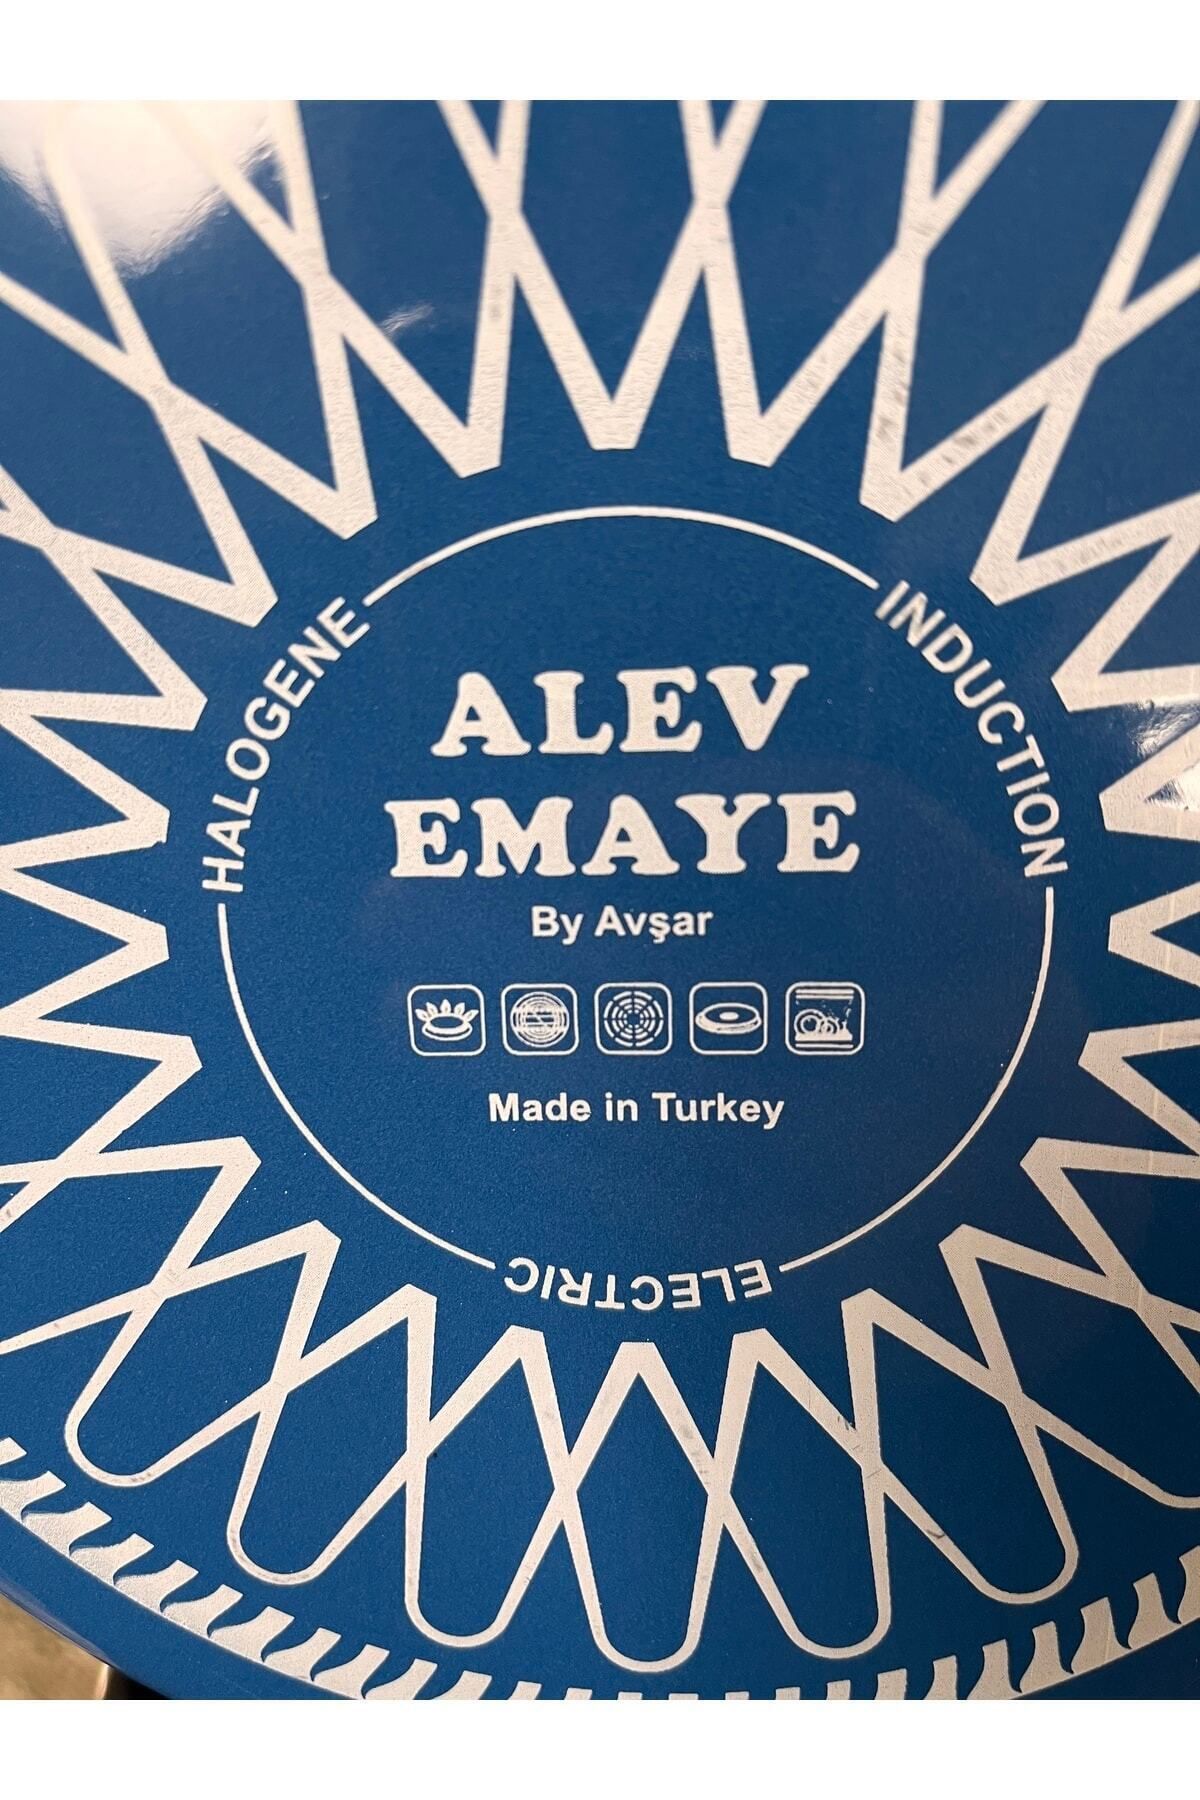 HALOGENE
INDUCTION
ALEV
EMAYE
By Avşar
Made in Turkey
ELECTRIC